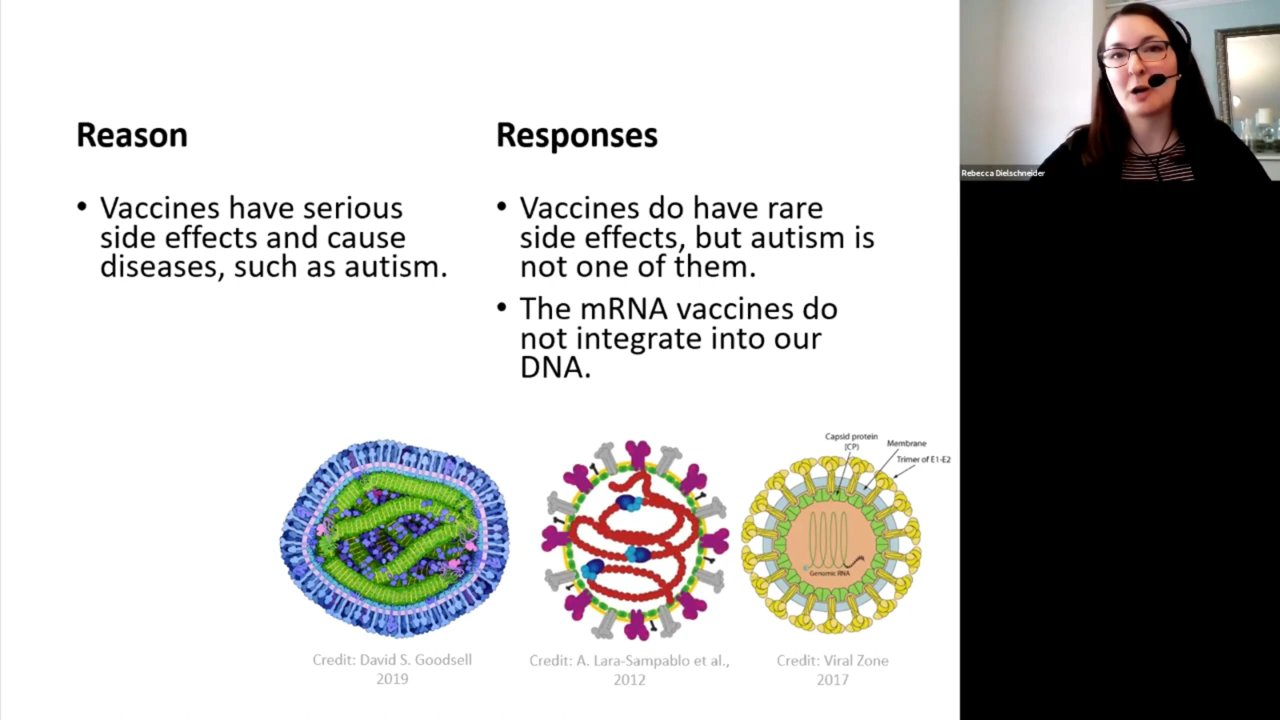 Reason
• Vaccines have serious
side effects and cause
diseases, such as autism.
Responses
• Vaccines do have rare
side effects, but autism is
not one of them.
• The mRNA vaccines do
not integrate into our
DNA.
Capsid protein
(CP)
Membrane
Trimer of E1-E2
Genomic RNA
Credit: David S. Goodsell
2019
Credit: A. Lara-Sampablo et al.,
2012
Credit: Viral Zone
2017
Rebecca Dielschneider